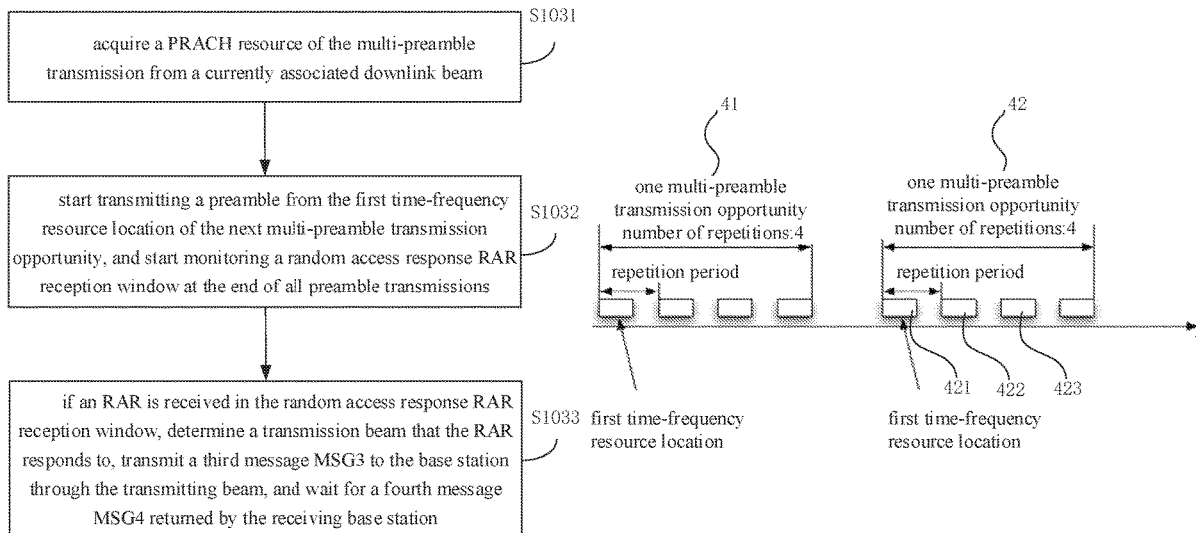 S1031
acquire a PRACH resource of the multi-preamble
transmission from a currently associated downlink beam
S1032
start transmitting a preamble from the first time-frequency
resource location of the next multi-preamble transmission
opportunity, and start monitoring a random access response RAR
reception window at the end of all preamble transmissions
S1033
if an RAR is received in the random access response RAR
reception window, determine a transmission beam that the RAR
responds to, transmit a third message MSG3 to the base station
through the transmitting beam, and wait for a fourth message
MSG4 returned by the receiving base station
41
one multi-preamble
transmission opportunity
number of repetitions:4
repetition period
first time-frequency
resource location
42
one multi-preamble
transmission opportunity
number of repetitions:4
repetition period
421
422
423
first time-frequency
resource location